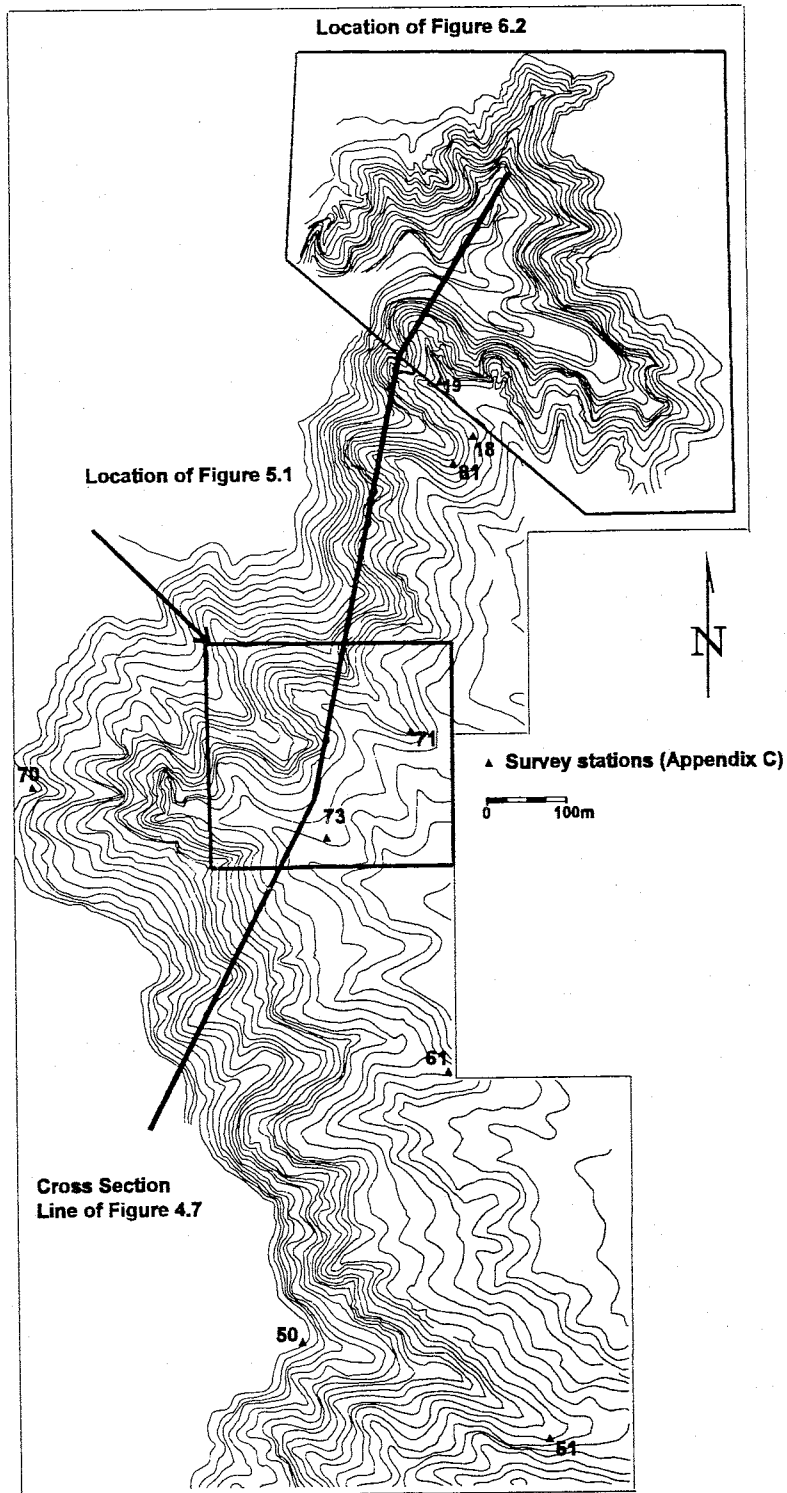 Location of Figure 6.2
19
18
81
Location of Figure 5.1
N
71
70
Survey stations (Appendix C)
73
0 100m
61
Cross Section
Line of Figure 4.7
50
51